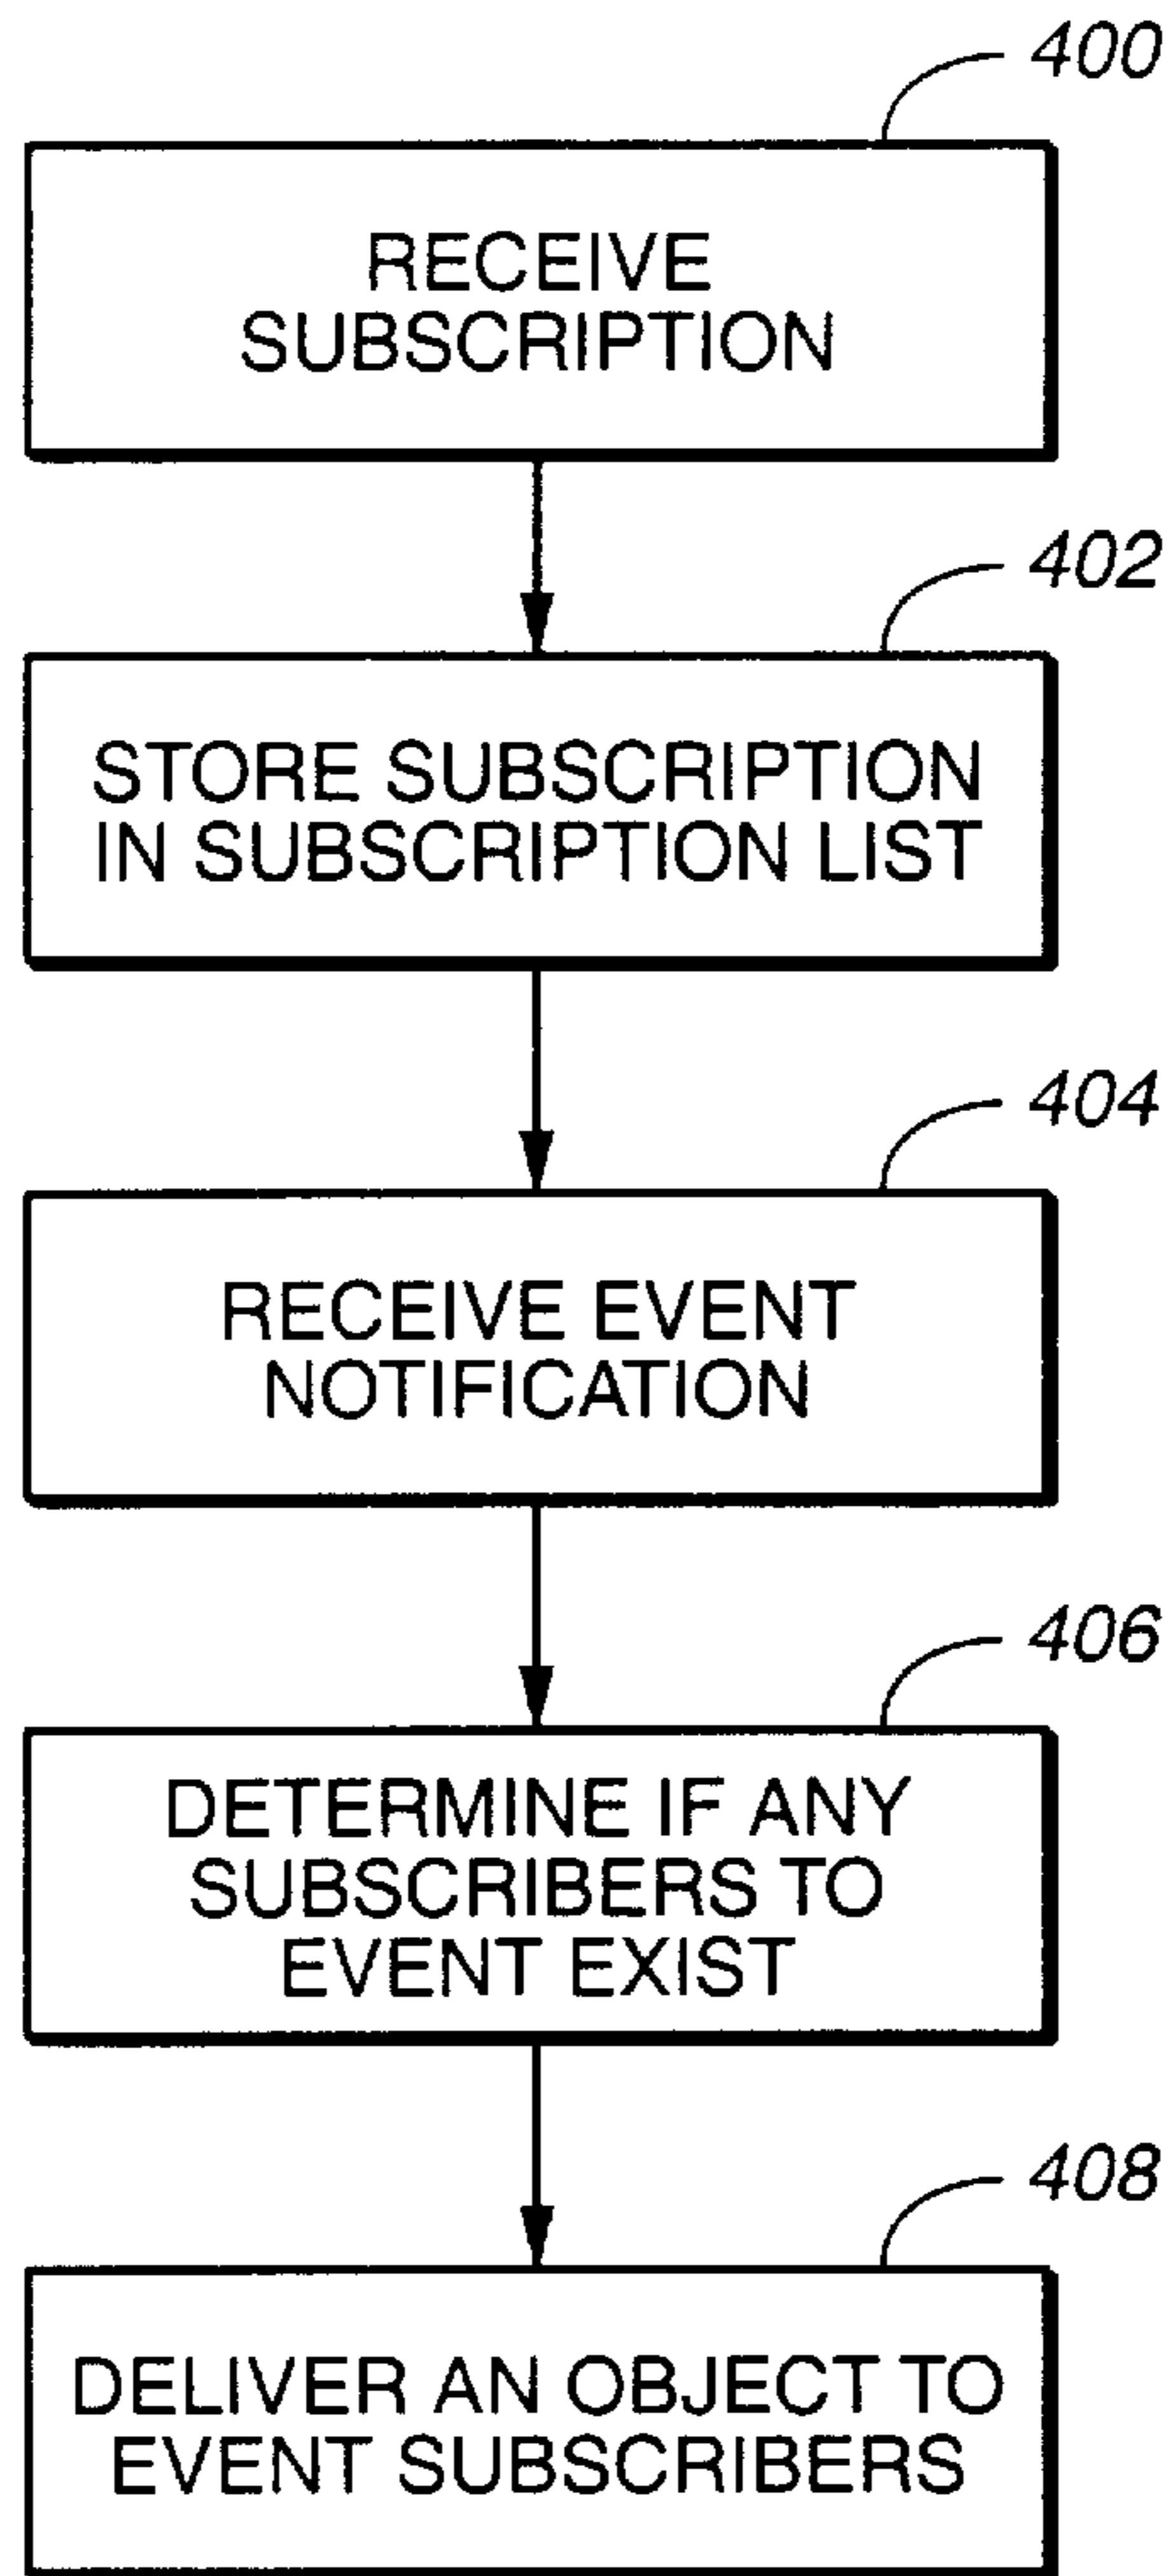 400
RECEIVE
SUBSCRIPTION
402
STORE SUBSCRIPTION
IN SUBSCRIPTION LIST
404
RECEIVE EVENT
NOTIFICATION
406
DETERMINE IF ANY
SUBSCRIBERS TO
EVENT EXIST
408
DELIVER AN OBJECT TO
EVENT SUBSCRIBERS